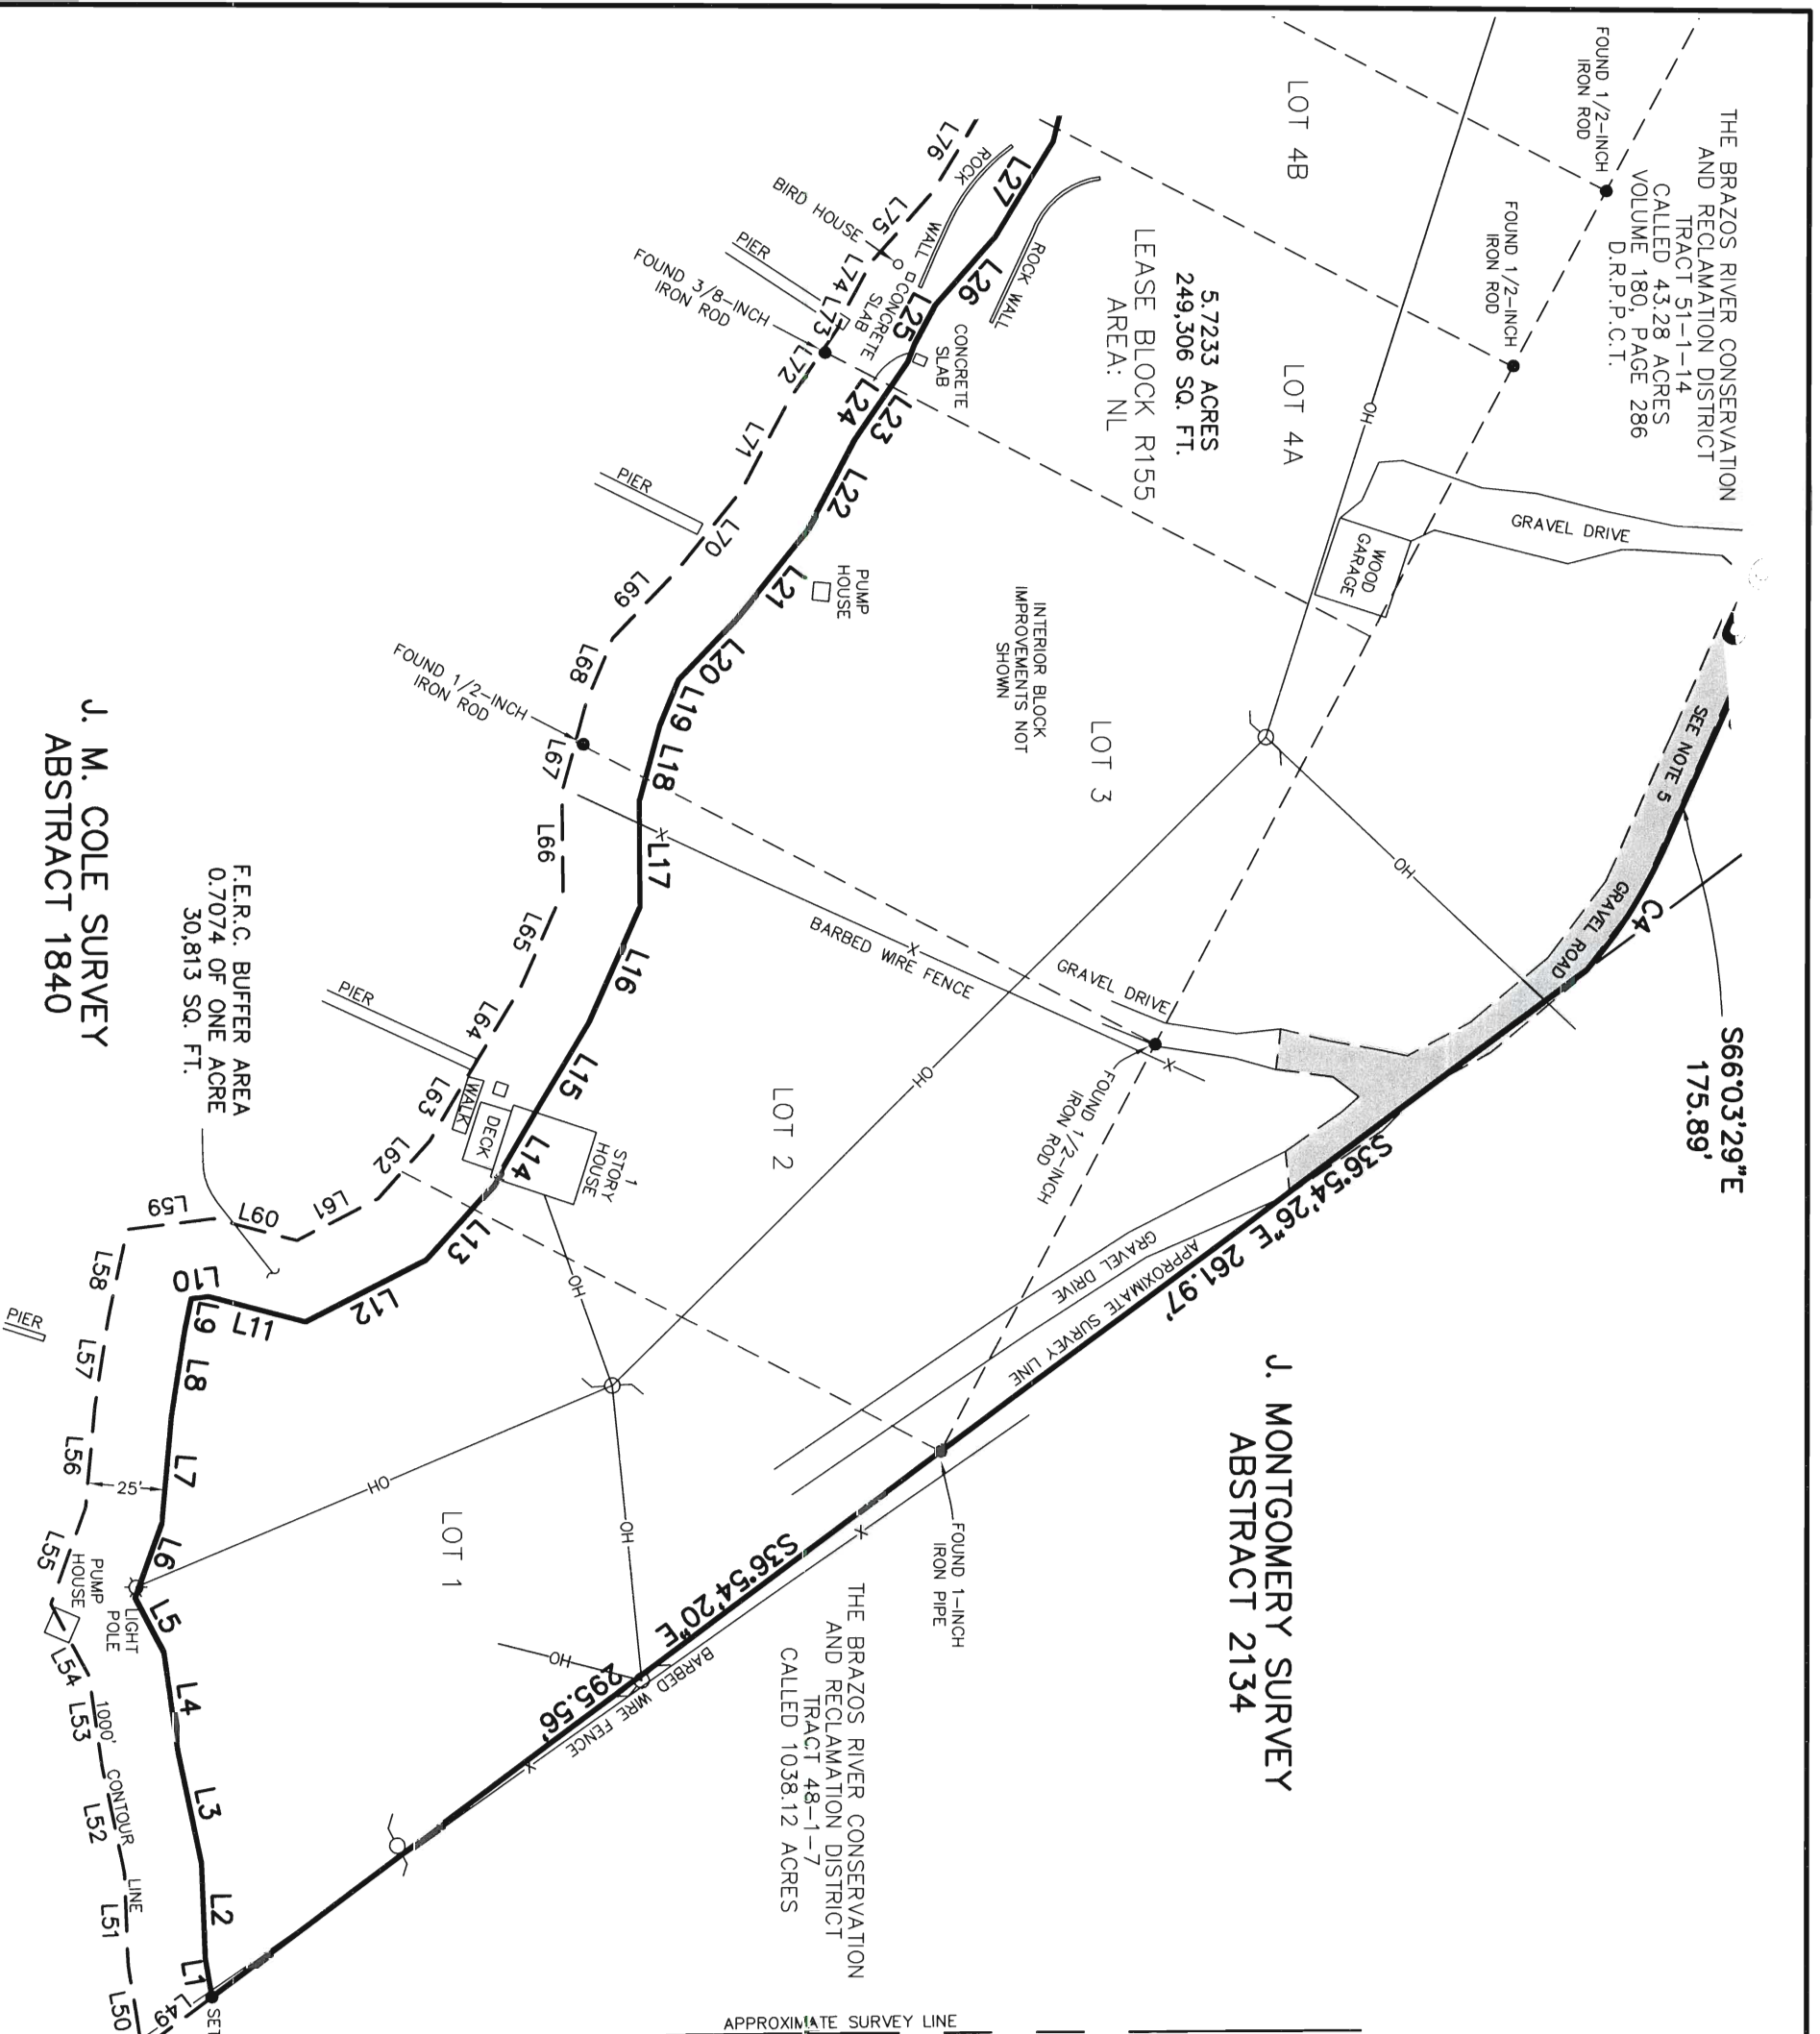 THE BRAZOS RIVER CONSERVATION
AND RECLAMATION DISTRICT
TRACT 51-1-14
CALLED 43.28 ACRES
VOLUME 180, PAGE 286
D.R.P.P.C.T.
FOUND 1/2-INCH
IRON ROD
FOUND 1/2-INCH
IRON ROD
LOT 4B
LOT 4A
5.7233 ACRES
249,306 SQ. FT.
LEASE BLOCK R155
AREA: NL
OH
GRAVEL DRIVE
WOOD
GARAGE
SEE NOTE 5
GRAVEL ROAD
C4
S66°03'29"E
175.89'
OH
ROCK WALL
ROCK WALL
BIRD HOUSE
PIER
FOUND 3/8-INCH
IRON ROD
CONCRETE
SLAB
CONCRETE
SLAB
L27
L26
L25
L24
L23
L22
L21
L20
L19
L18
L17
L16
L15
L14
L13
L12
L11
L10
L9
L8
L7
L6
L5
L4
L3
L2
L1
L76
L75
L74
L73
L72
L71
L70
L69
L68
L67
L66
L65
L64
L63
L62
L61
L60
L59
L58
L57
L56
L55
L54
L53
L52
L51
L50
L49
PIER
PUMP
HOUSE
INTERIOR BLOCK
IMPROVEMENTS NOT
SHOWN
LOT 3
FOUND 1/2-INCH
IRON ROD
BARBED WIRE FENCE
GRAVEL DRIVE
OH
FOUND 1/2-INCH
IRON ROD
LOT 2
PIER
WALK
DECK
1
STORY
HOUSE
OH
S36°54'26"E 261.97'
GRAVEL DRIVE
APPROXIMATE SURVEY LINE
J. MONTGOMERY SURVEY
ABSTRACT 2134
J. M. COLE SURVEY
ABSTRACT 1840
F.E.R.C. BUFFER AREA
0.7074 OF ONE ACRE
30,813 SQ. FT.
PIER
25'
OH
OH
LOT 1
FOUND 1-INCH
IRON PIPE
THE BRAZOS RIVER CONSERVATION
AND RECLAMATION DISTRICT
TRACT 48-1-7
CALLED 1038.12 ACRES
S36°54'20"E
295.56'
BARBED WIRE FENCE
OH
PUMP
HOUSE
LIGHT
POLE
1000' CONTOUR LINE
SET
APPROXIMATE SURVEY LINE